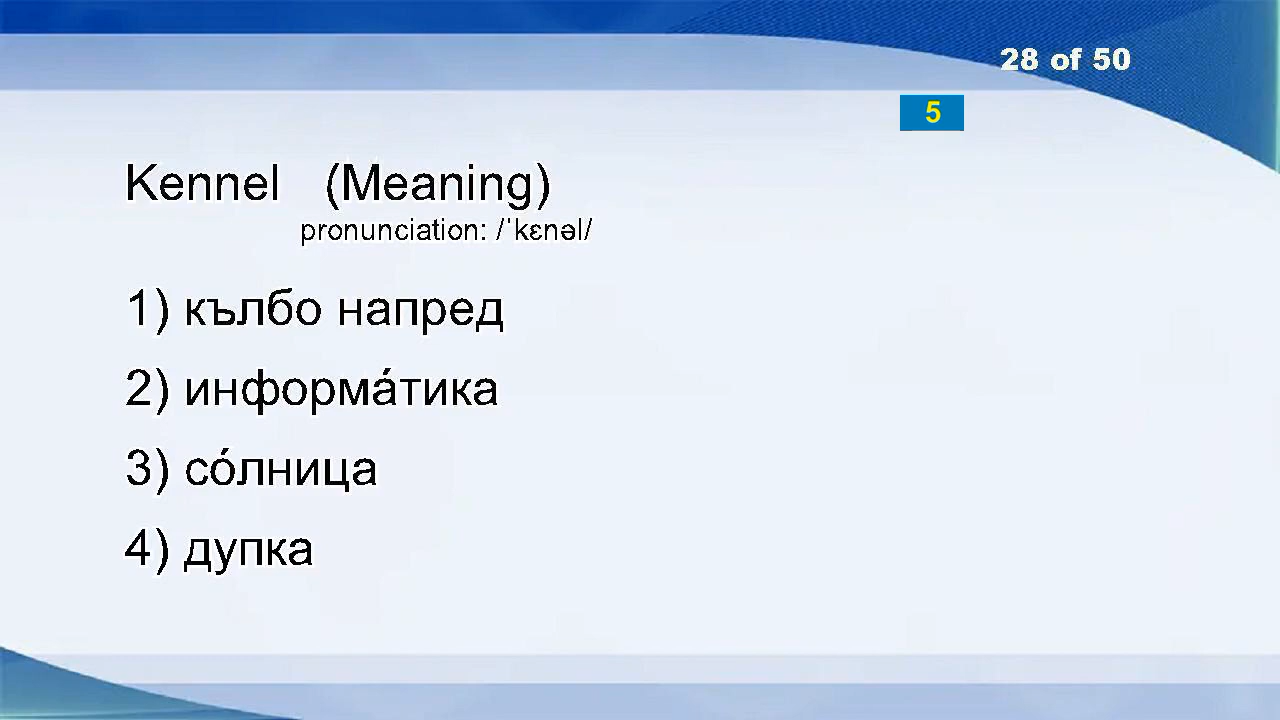 28 of 50
5
Kennel (Meaning)
pronunciation: /ˈkɛnəl/
1) кълбо напред
2) информа́тика
3) со́лница
4) дупка